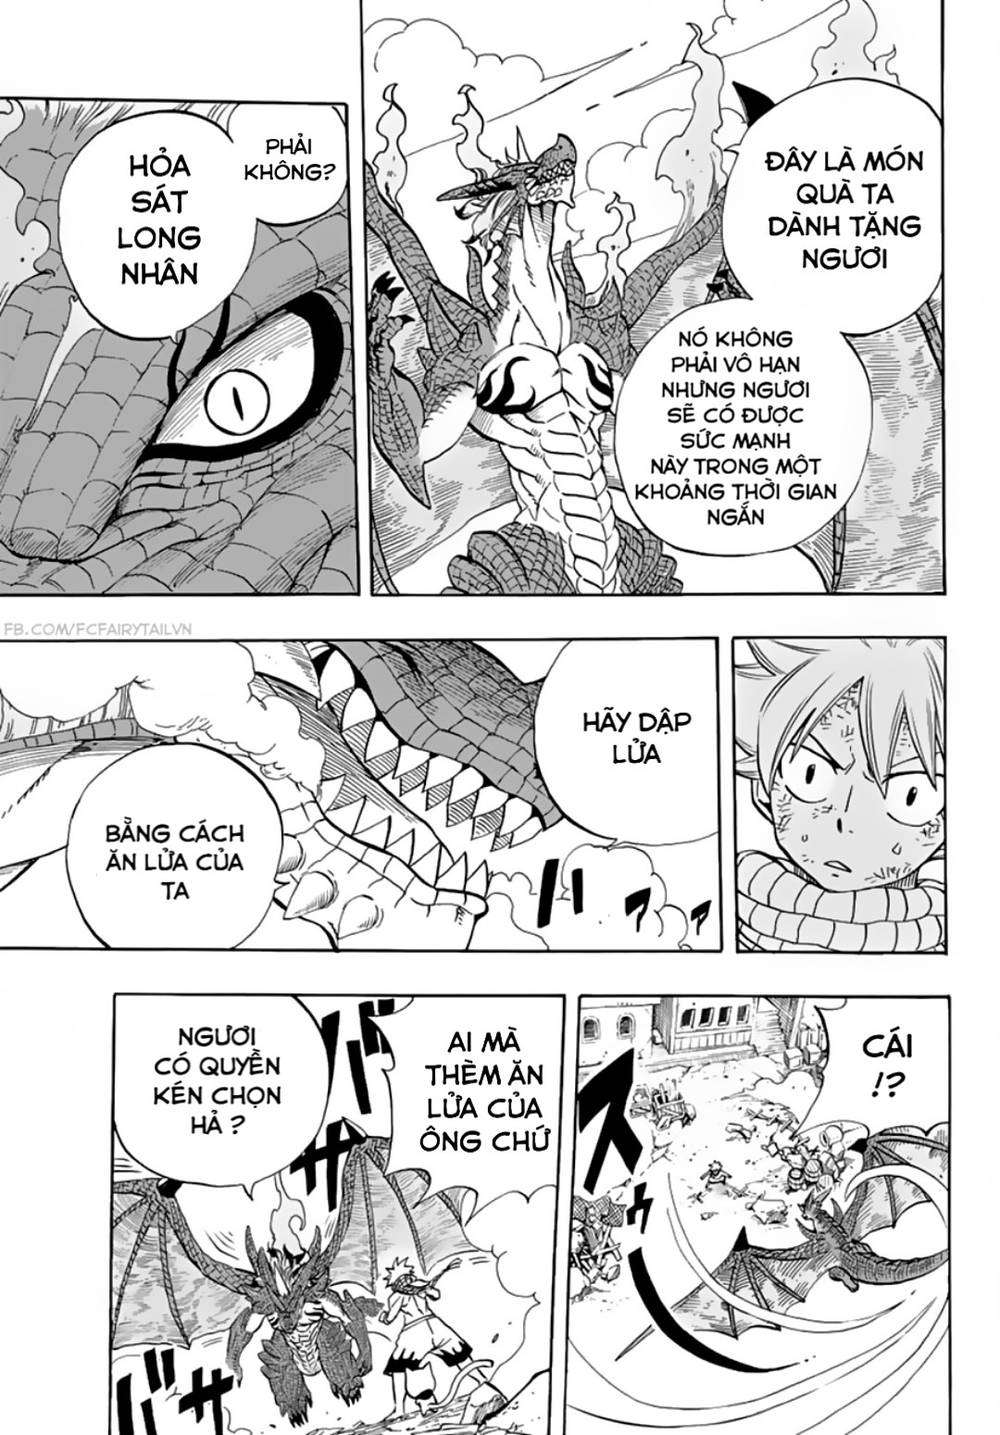 ĐÂY LÀ MÓN
QUÀ TA
DÀNH TẶNG
NGƯƠI
NÓ KHÔNG
PHẢI VÔ HẠN
NHƯNG NGƯƠI
SẼ CÓ ĐƯỢC
SỨC MẠNH
NÀY TRONG MỘT
KHOẢNG THỜI GIAN
NGẮN
PHẢI
KHÔNG?
HỎA
SÁT
LONG
NHÂN
FB.COM/FCFAIRYTAILVN
HÃY DẬP
LỬA
BẰNG CÁCH
ĂN LỬA CỦA
TA
CÁI
!?
AI MÀ
THÈM ĂN
LỬA CỦA
ÔNG CHỨ
NGƯƠI
CÓ QUYỀN
KÉN CHỌN
HẢ ?